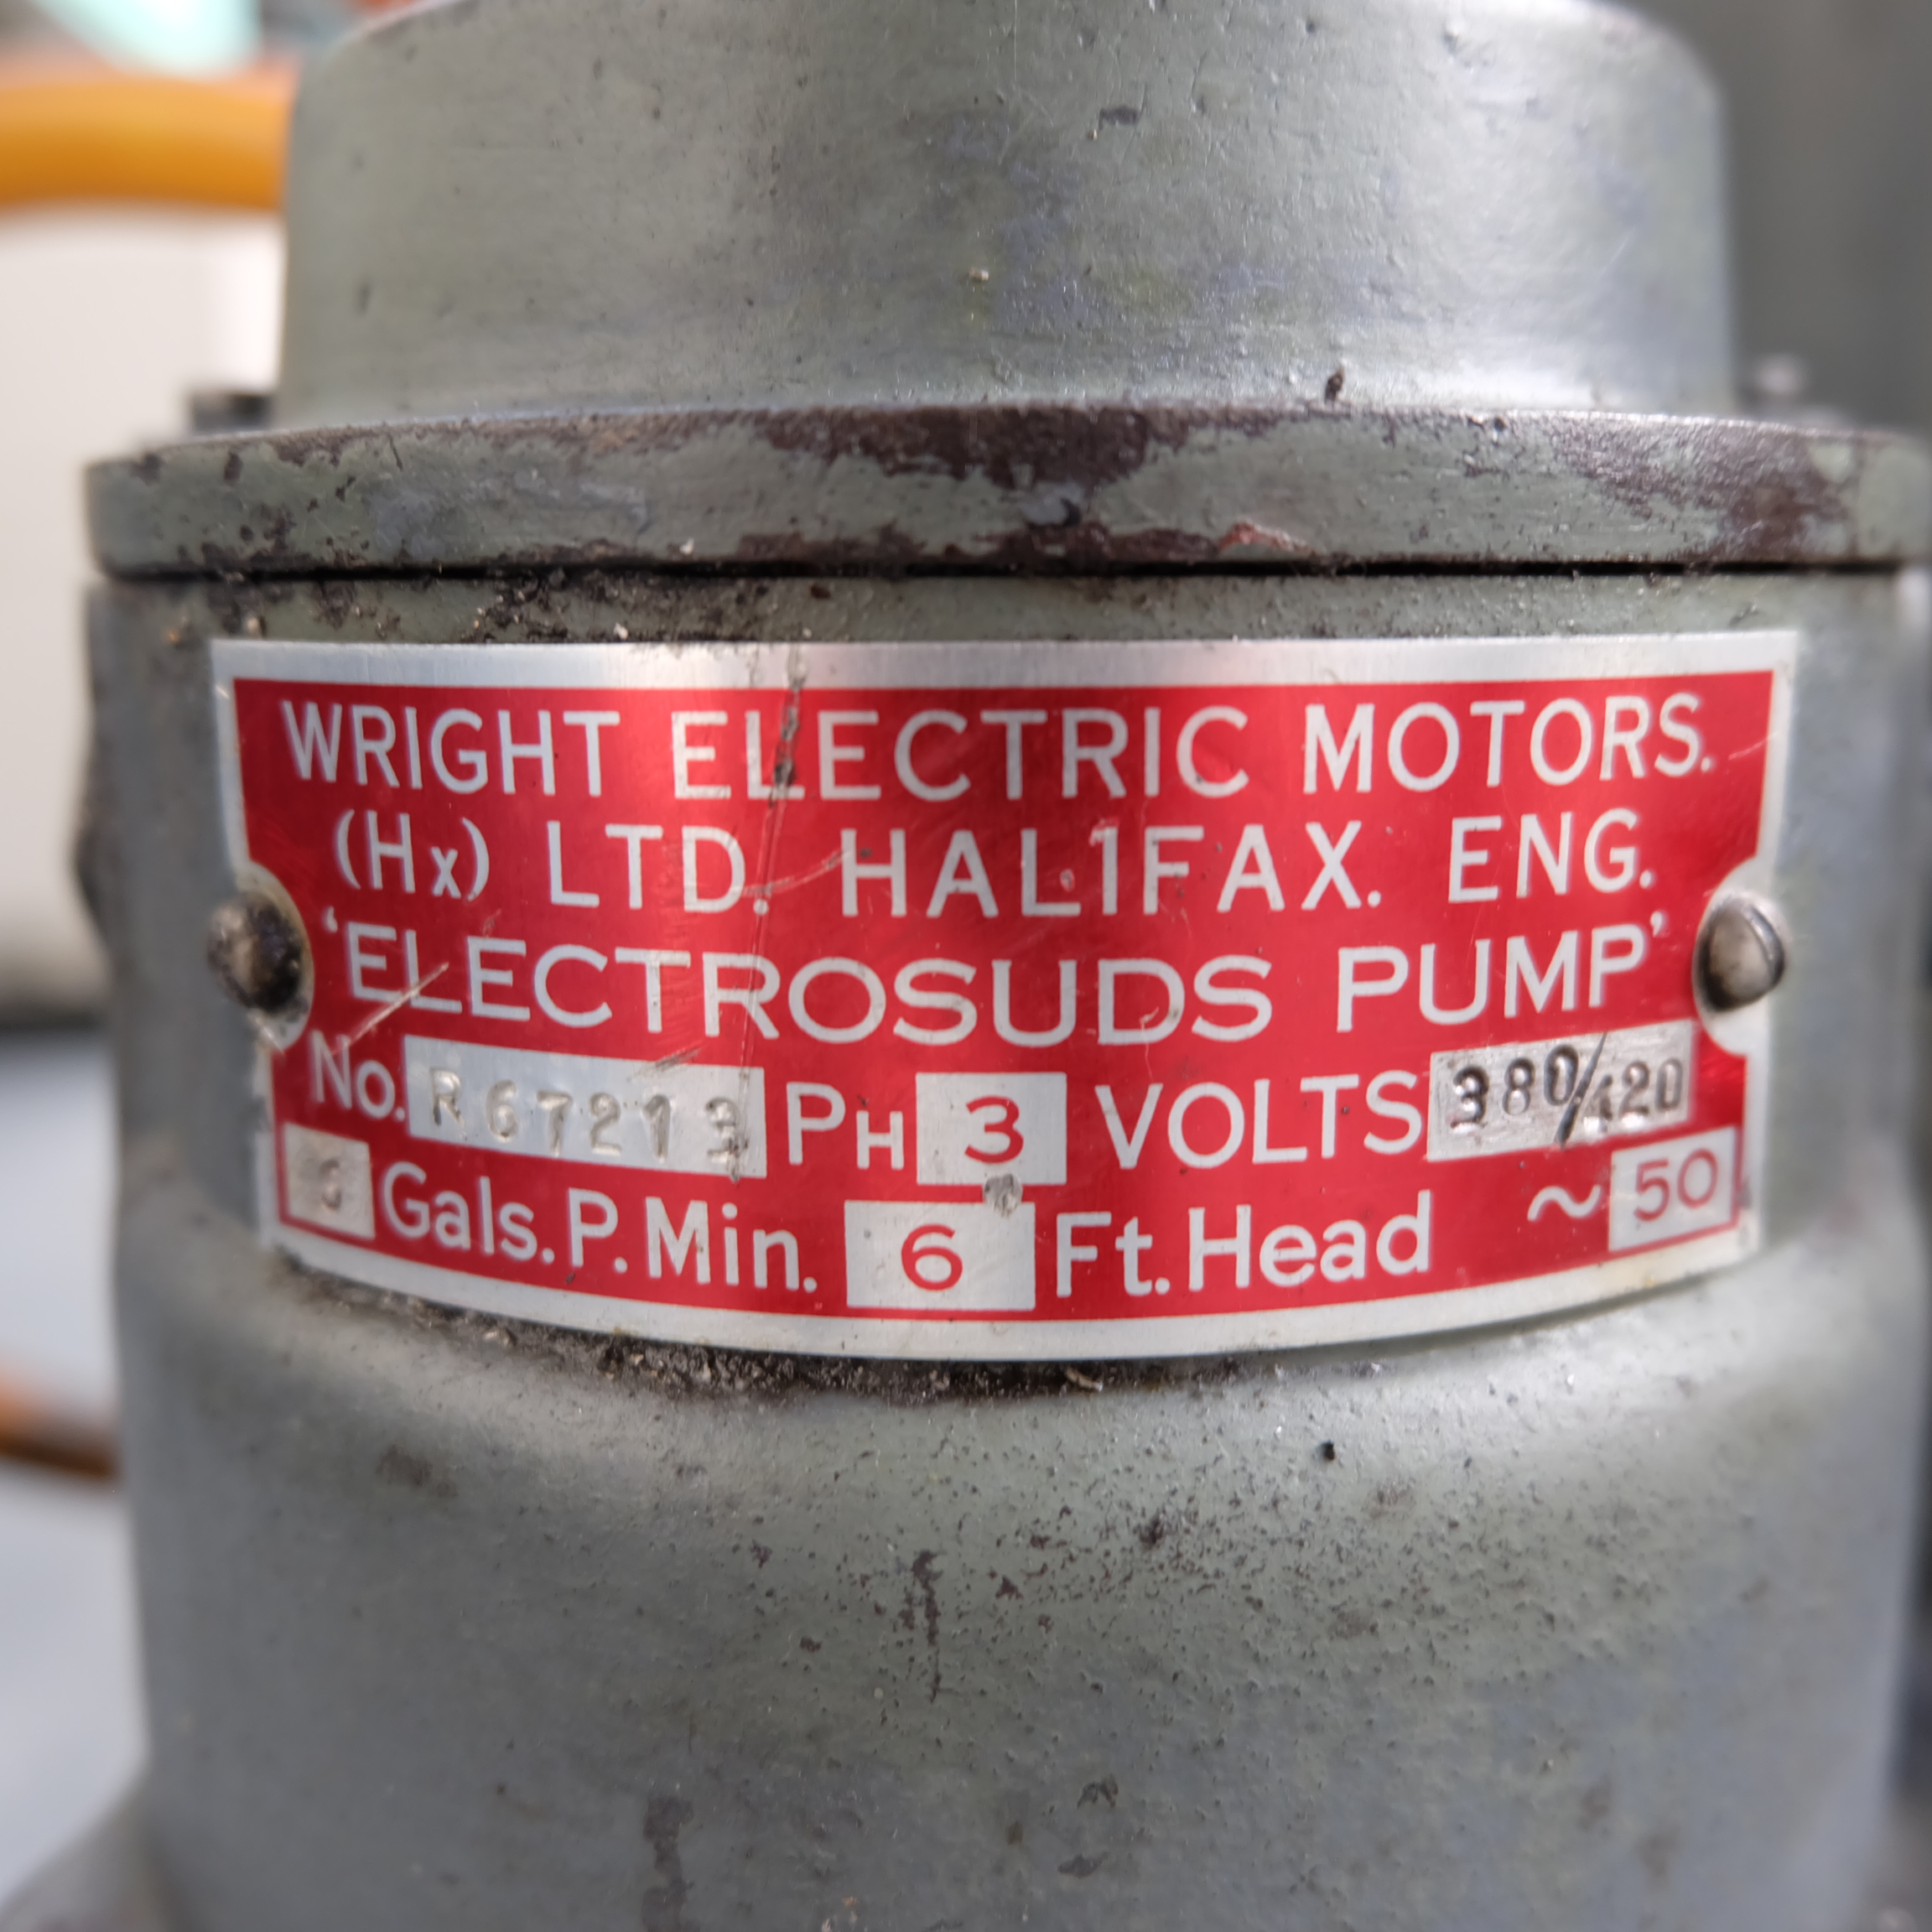 WRIGHT ELECTRIC MOTORS.
(Hx) LTD. HALIFAX. ENG.
'ELECTROSUDS PUMP'
No. R67213 PH 3 VOLTS 380/420
Gals. P. Min. 6 Ft. Head ~ 50